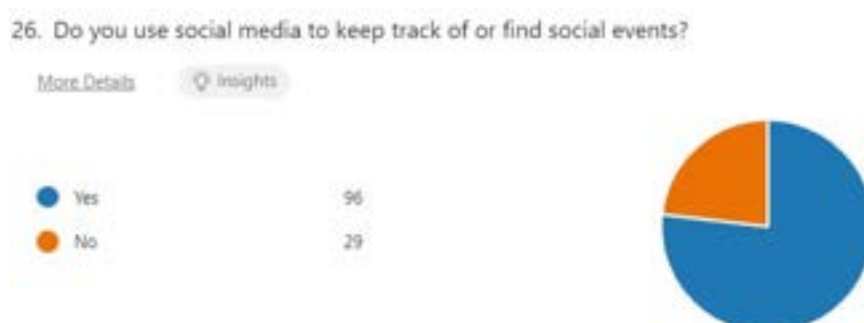 26. Do you use social media to keep track of or find social events?
More Details Insights
Yes 96
No 29